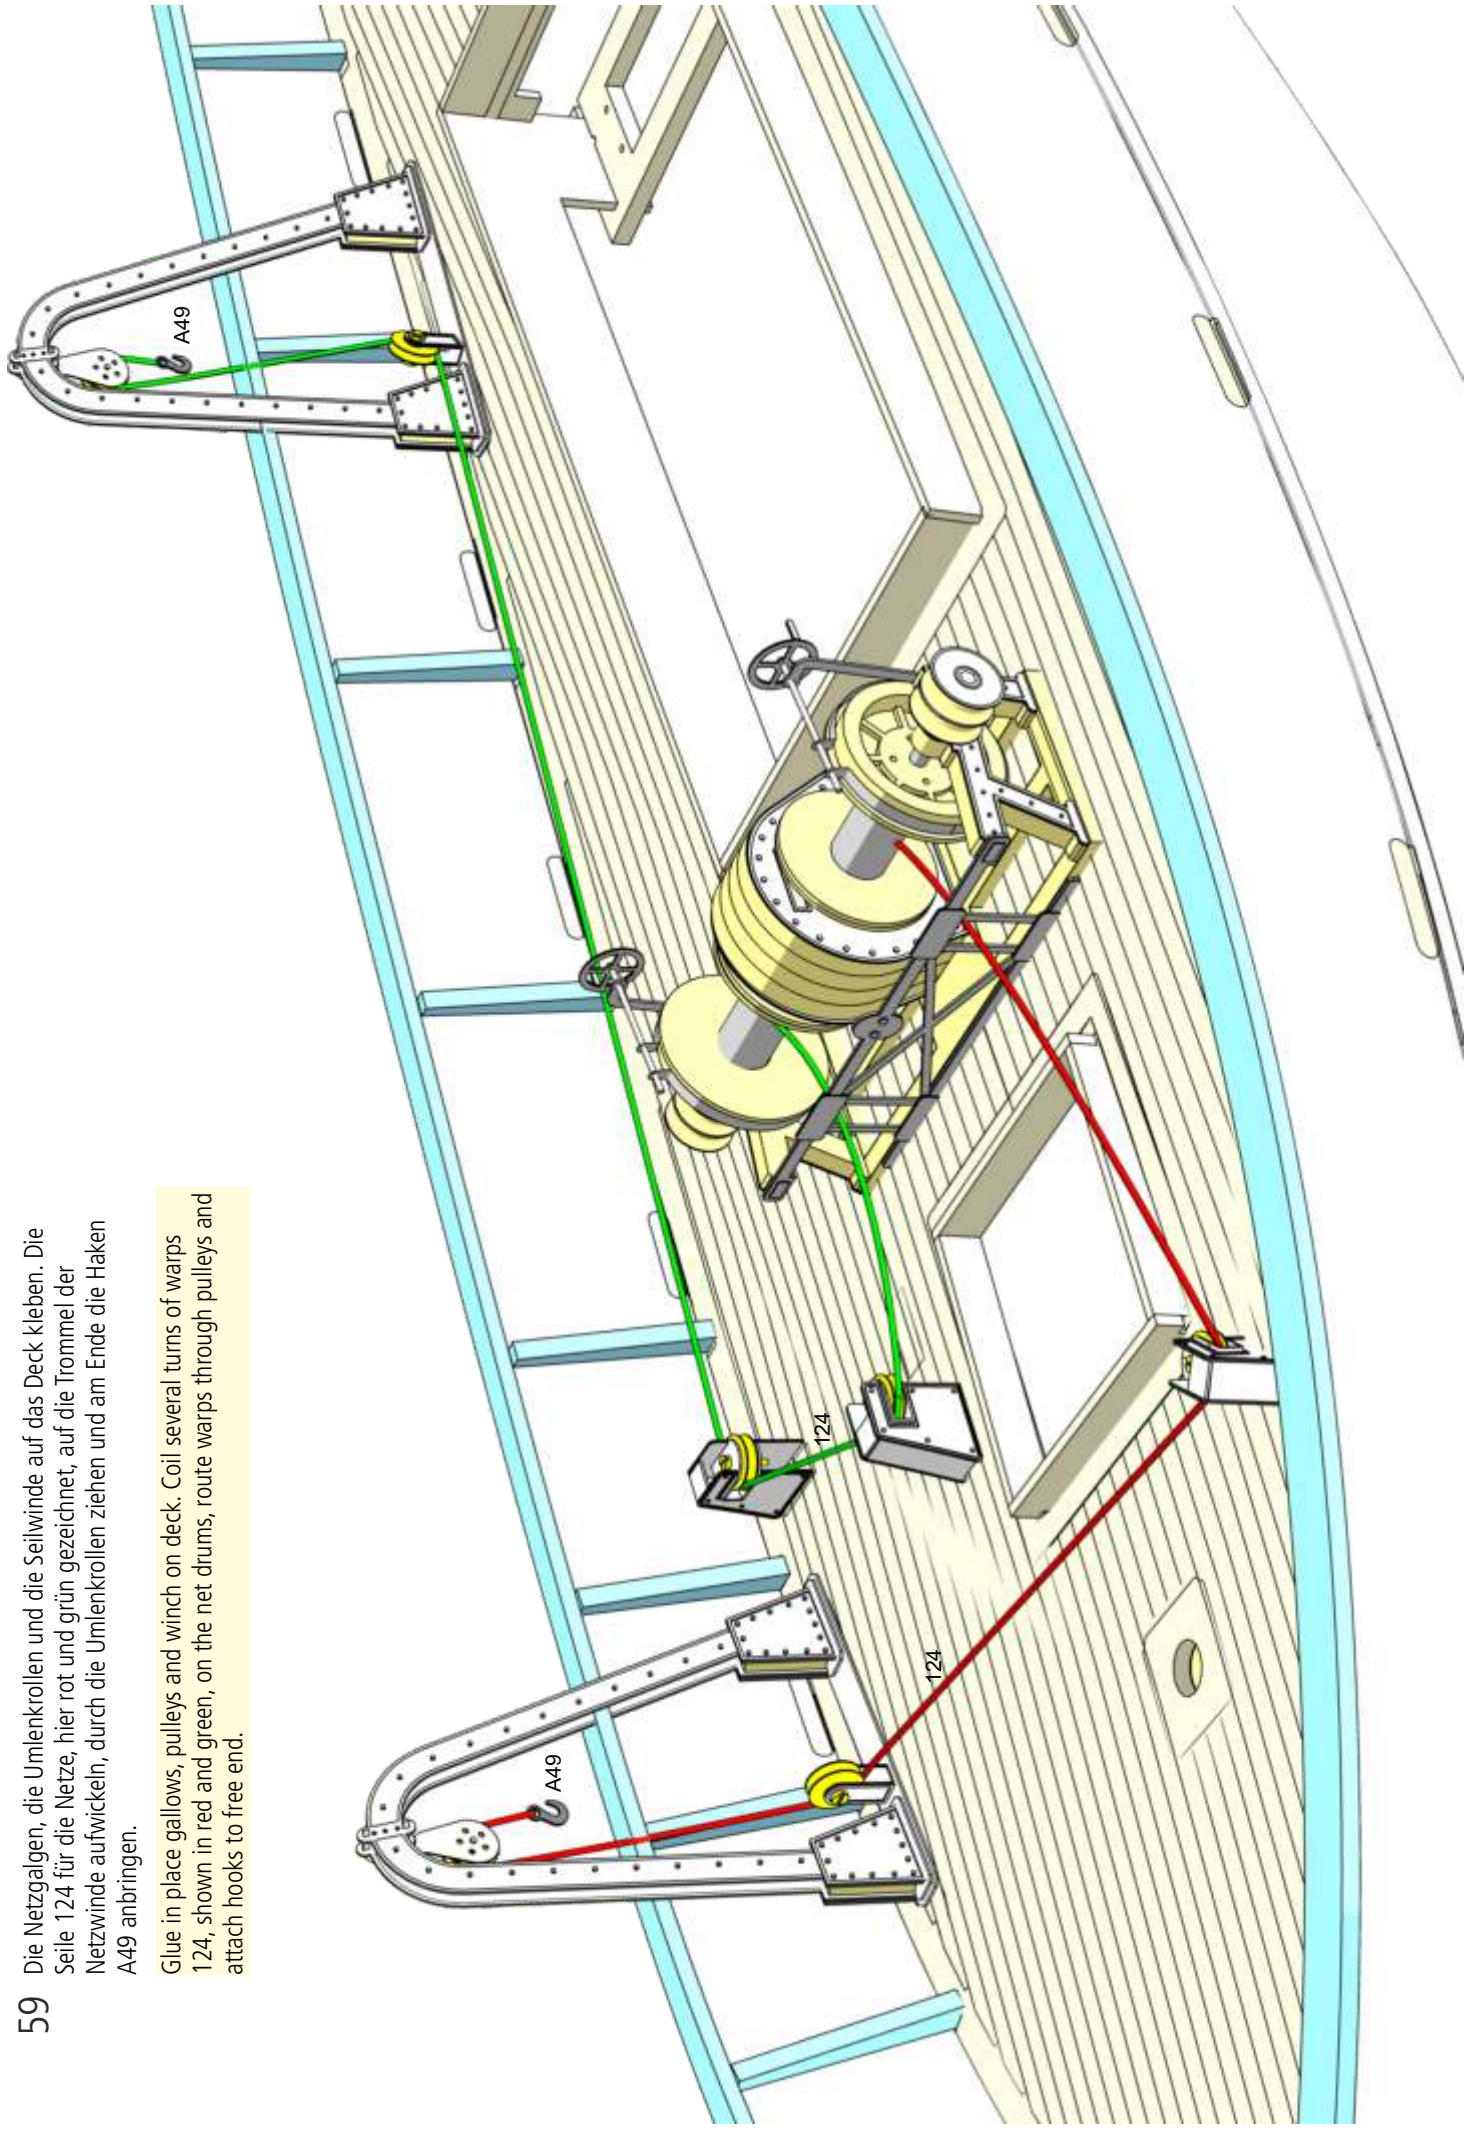 59
Die Netzgalgen, die Umlenkrollen und die Seilwinde auf das Deck kleben. Die
Seile 124 für die Netze, hier rot und grün gezeichnet, auf die Trommel der
Netzwinde aufwickeln, durch die Umlenkrollen ziehen und am Ende die Haken
A49 anbringen.
Glue in place gallows, pulleys and winch on deck. Coil several turns of warps
124, shown in red and green, on the net drums, route warps through pulleys and
attach hooks to free end.
A49
124
124
A49